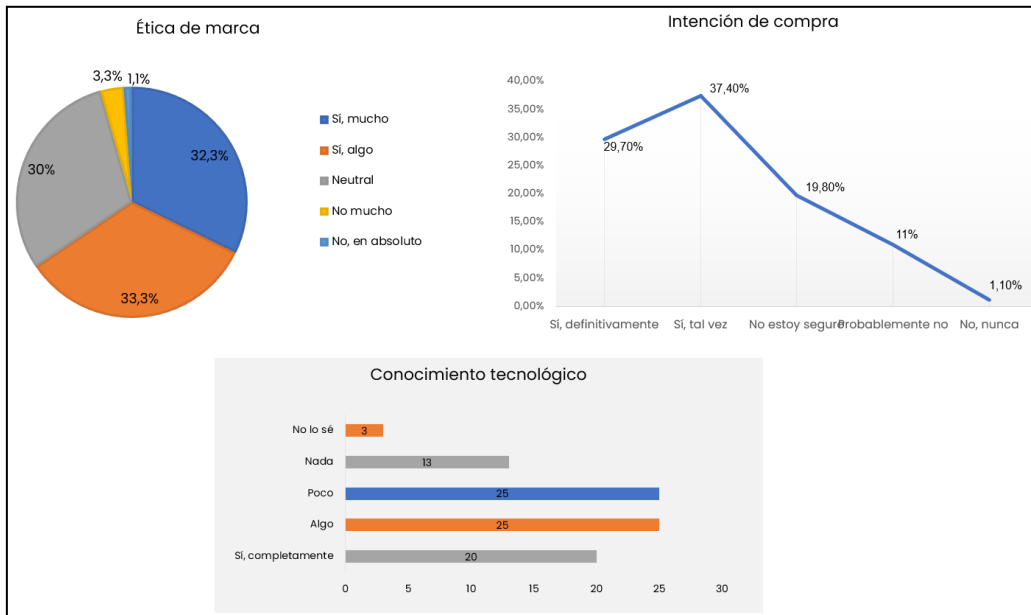 Ética de marca
3,3%
1,1%
32,3%
30%
33,3%
Sí, mucho
Sí, algo
Neutral
No mucho
No, en absoluto
Intención de compra
40,00%
35,00%
30,00%
25,00%
20,00%
15,00%
10,00%
5,00%
0,00%
29,70%
37,40%
19,80%
11%
1,10%
Sí, definitivamente
Sí, tal vez
No estoy seguro
Probablemente no
No, nunca
Conocimiento tecnológico
No lo sé
3
Nada
13
Poco
25
Algo
25
Sí, completamente
20
0
5
10
15
20
25
30